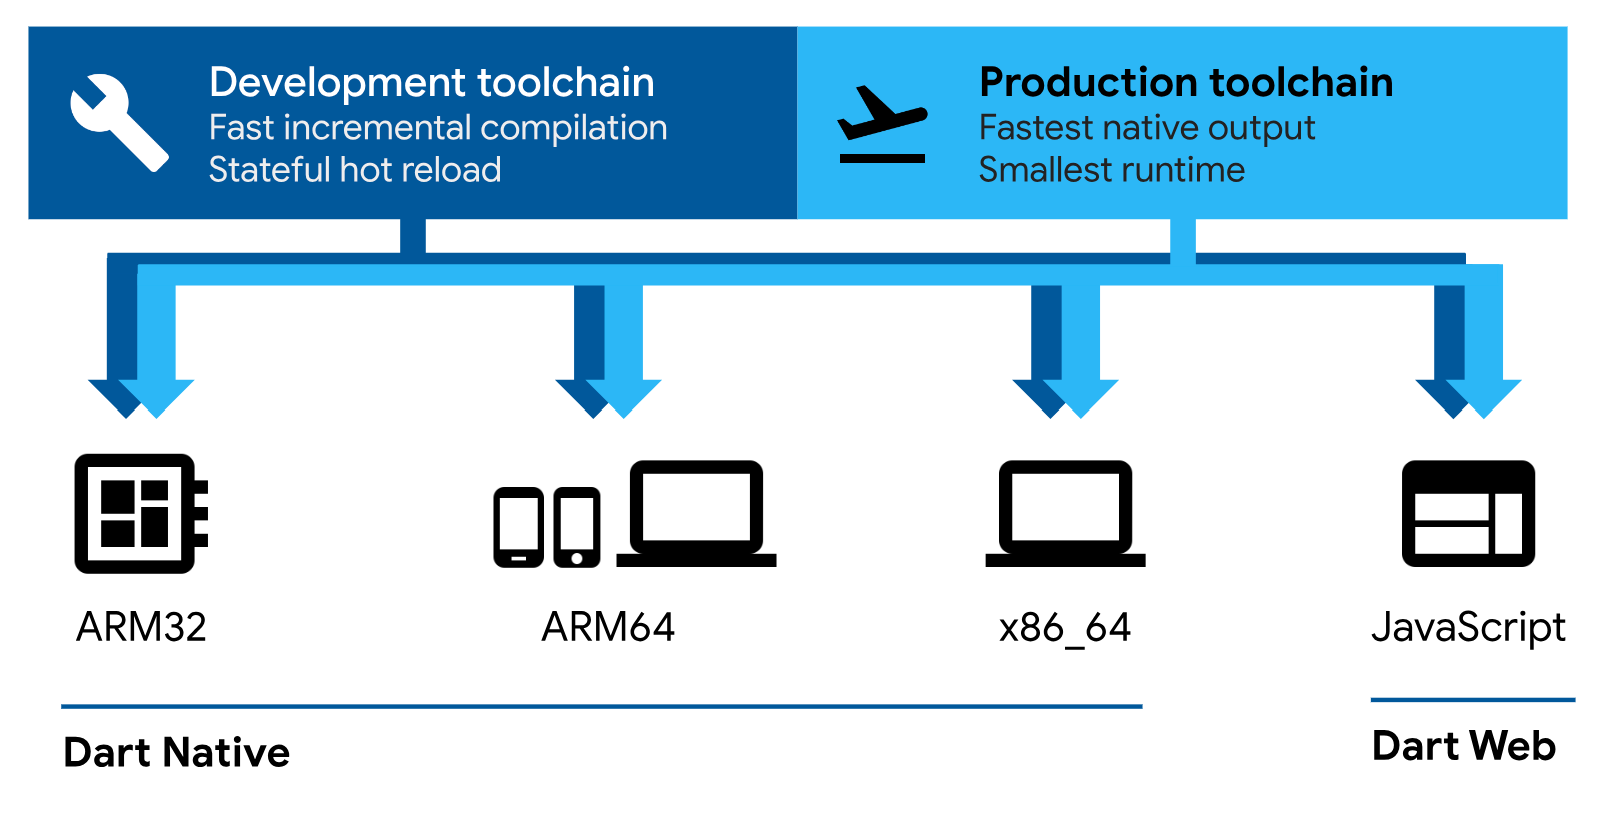 Development toolchain
Fast incremental compilation
Stateful hot reload
Production toolchain
Fastest native output
Smallest runtime
ARM32
ARM64
x86_64
JavaScript
Dart Native
Dart Web